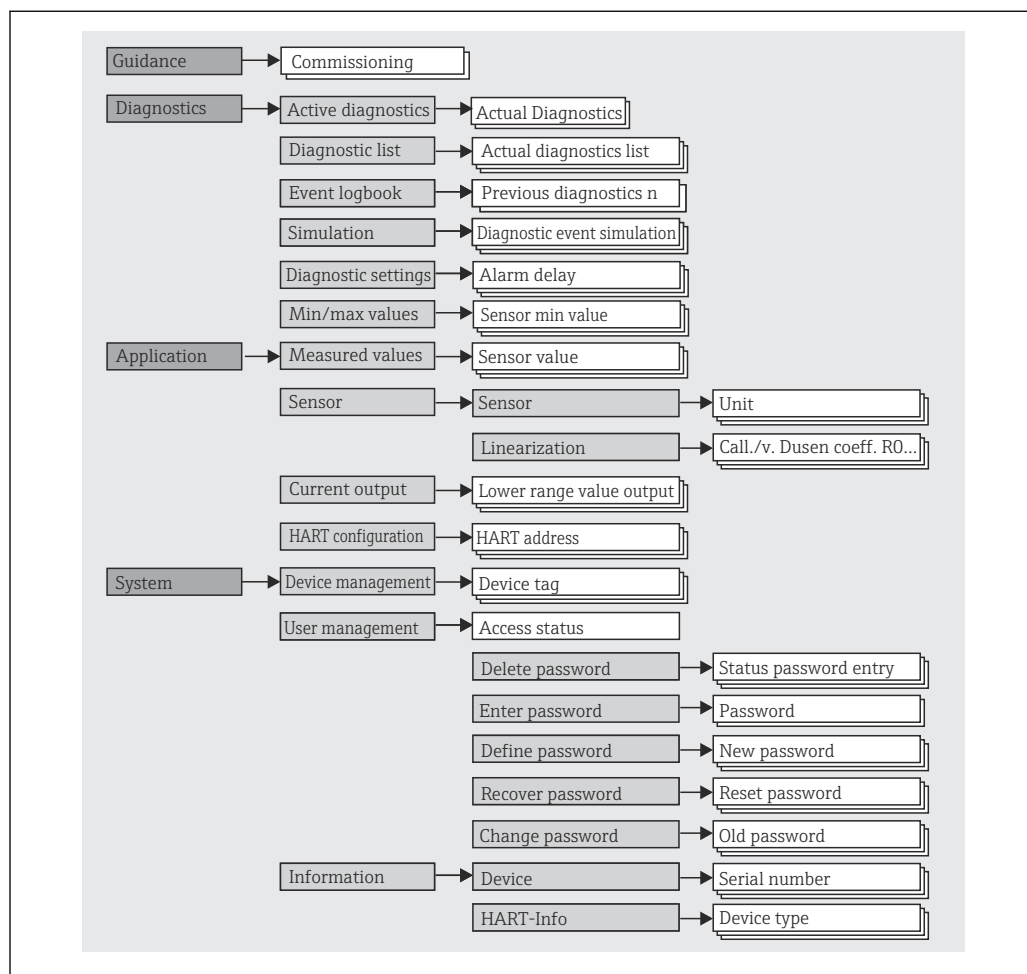 Guidance
Commissioning
Diagnostics
Active diagnostics
Actual Diagnostics
Diagnostic list
Actual diagnostics list
Event logbook
Previous diagnostics n
Simulation
Diagnostic event simulation
Diagnostic settings
Alarm delay
Min/max values
Sensor min value
Application
Measured values
Sensor value
Sensor
Sensor
Unit
Linearization
Call./v. Dusen coeff. R0...
Current output
Lower range value output
HART configuration
HART address
System
Device management
Device tag
User management
Access status
Delete password
Status password entry
Enter password
Password
Define password
New password
Recover password
Reset password
Change password
Old password
Information
Device
Serial number
HART-Info
Device type